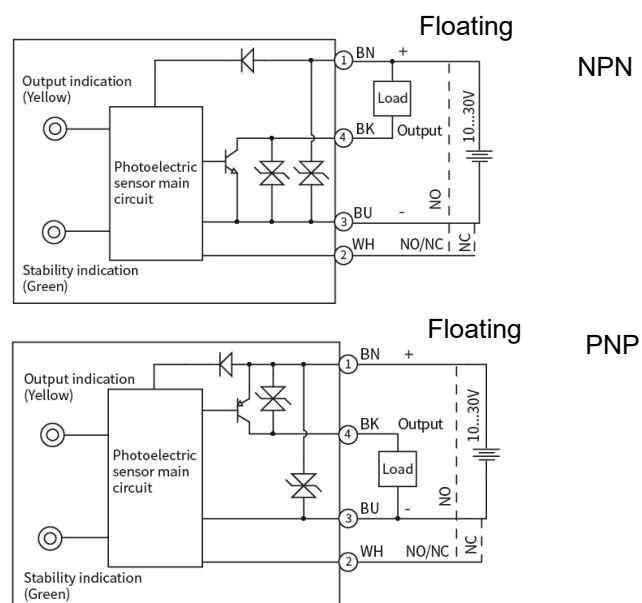 Floating
NPN
① BN +
Output indication
(Yellow)
Load
10...30V
④ BK Output
Photoelectric
sensor main
circuit
NO
③ BU -
② WH NO/NC
NC
Stability indication
(Green)
Floating
PNP
① BN +
Output indication
(Yellow)
10...30V
④ BK Output
Photoelectric
sensor main
circuit
Load
NO
③ BU -
② WH NO/NC
NC
Stability indication
(Green)